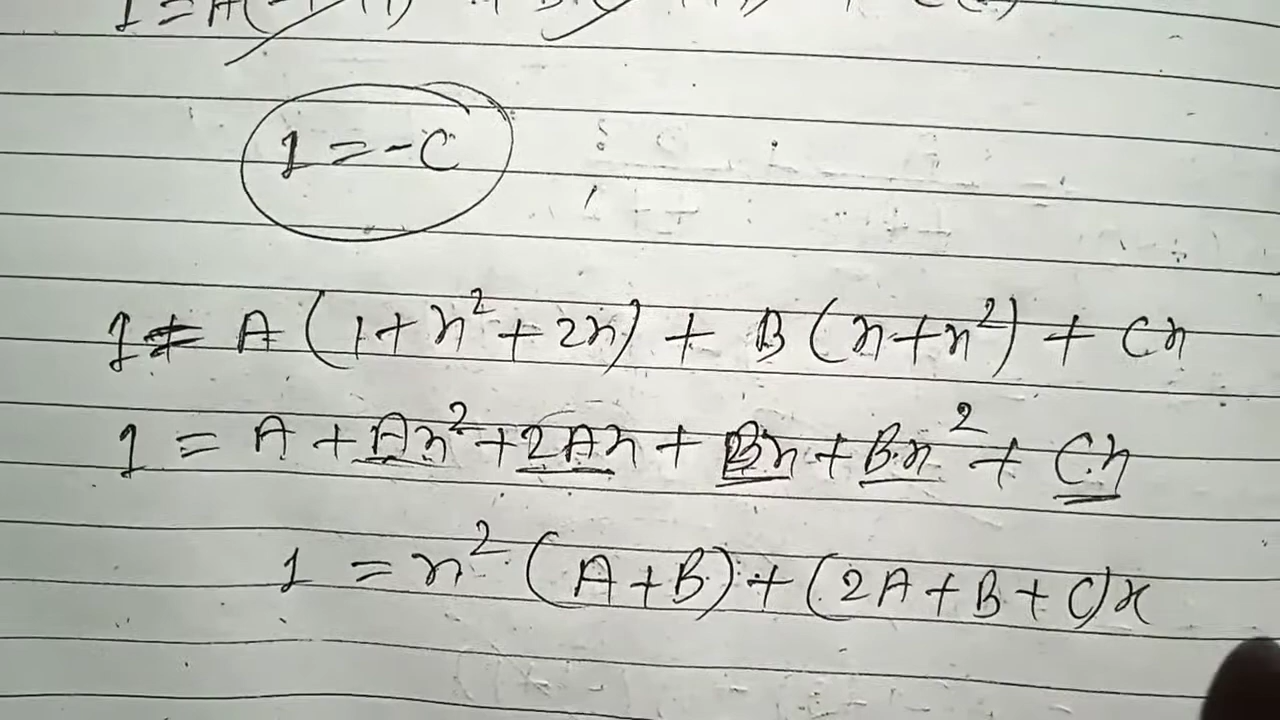 1 = -C
1 = A (1 + x² + 2x) + B (x + x²) + Cx
1 = A + Ax² + 2Ax + Bx + Bx² + Cx
1 = x² (A + B) + (2A + B + C)x